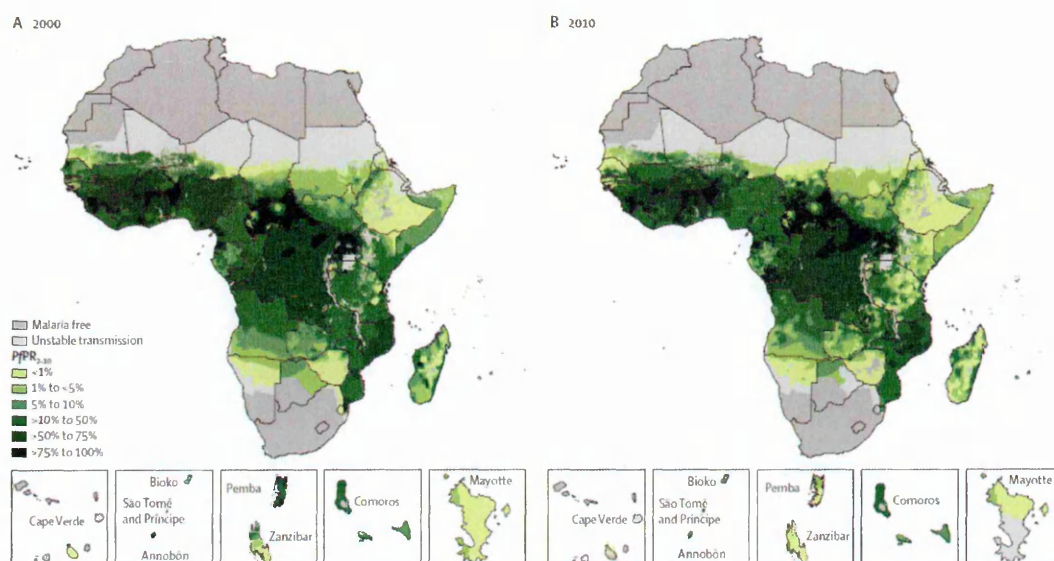 A 2000
B 2010
Malaria free
Unstable transmission
PfPR2-10
<1%
1% to <5%
5% to 10%
>10% to 50%
>50% to 75%
>75% to 100%
Cape Verde
Bioko
São Tomé
and Príncipe
Annobón
Pemba
Zanzibar
Comoros
Mayotte
Cape Verde
Bioko
São Tomé
and Príncipe
Annobón
Pemba
Zanzibar
Comoros
Mayotte